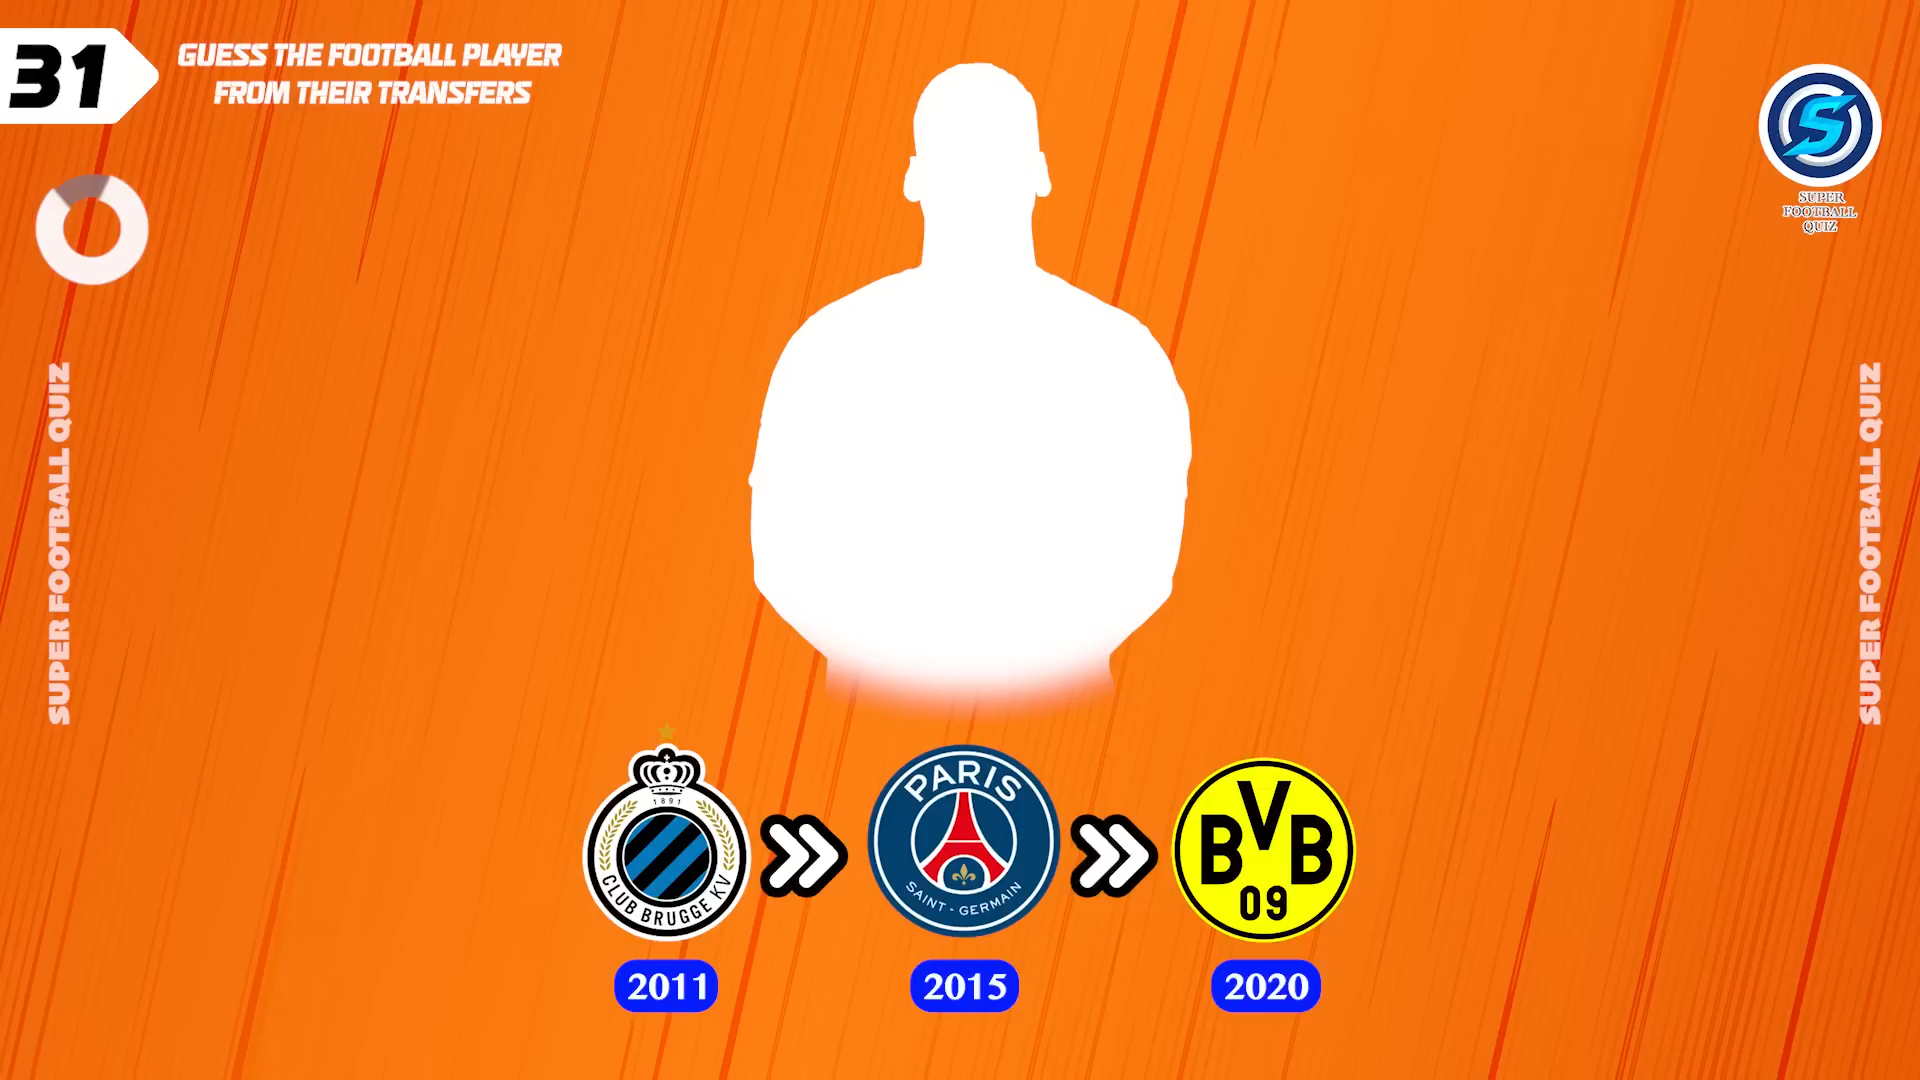 31
GUESS THE FOOTBALL PLAYER
FROM THEIR TRANSFERS
S
SUPER
FOOTBALL
QUIZ
SUPER FOOTBALL QUIZ
SUPER FOOTBALL QUIZ
1891
CLUB BRUGGE KV
PARIS
SAINT-GERMAIN
BVB
09
2011
2015
2020